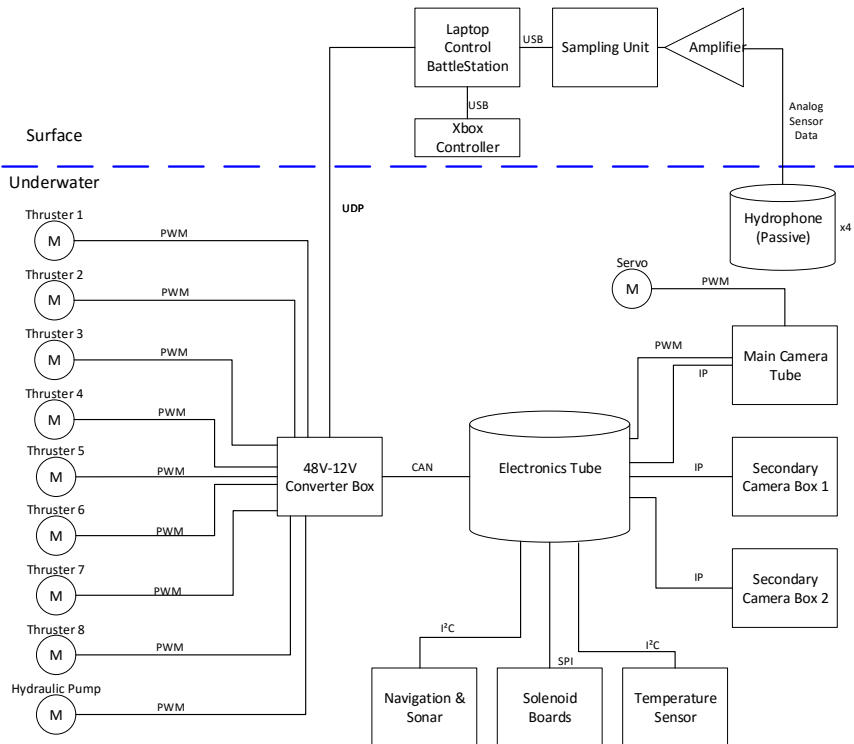 Laptop
Control
BattleStation
USB
Sampling Unit
Amplifier
USB
Xbox
Controller
Analog
Sensor
Data
Surface
Underwater
UDP
Hydrophone
(Passive)
x4
Thruster 1
M
PWM
Thruster 2
M
PWM
Thruster 3
M
PWM
Thruster 4
M
PWM
Thruster 5
M
PWM
Thruster 6
M
PWM
Thruster 7
M
PWM
Thruster 8
M
PWM
Hydraulic Pump
M
PWM
48V-12V
Converter Box
CAN
Electronics Tube
Servo
M
PWM
PWM
IP
Main Camera
Tube
IP
Secondary
Camera Box 1
IP
Secondary
Camera Box 2
I²C
SPI
I²C
Navigation &
Sonar
Solenoid
Boards
Temperature
Sensor